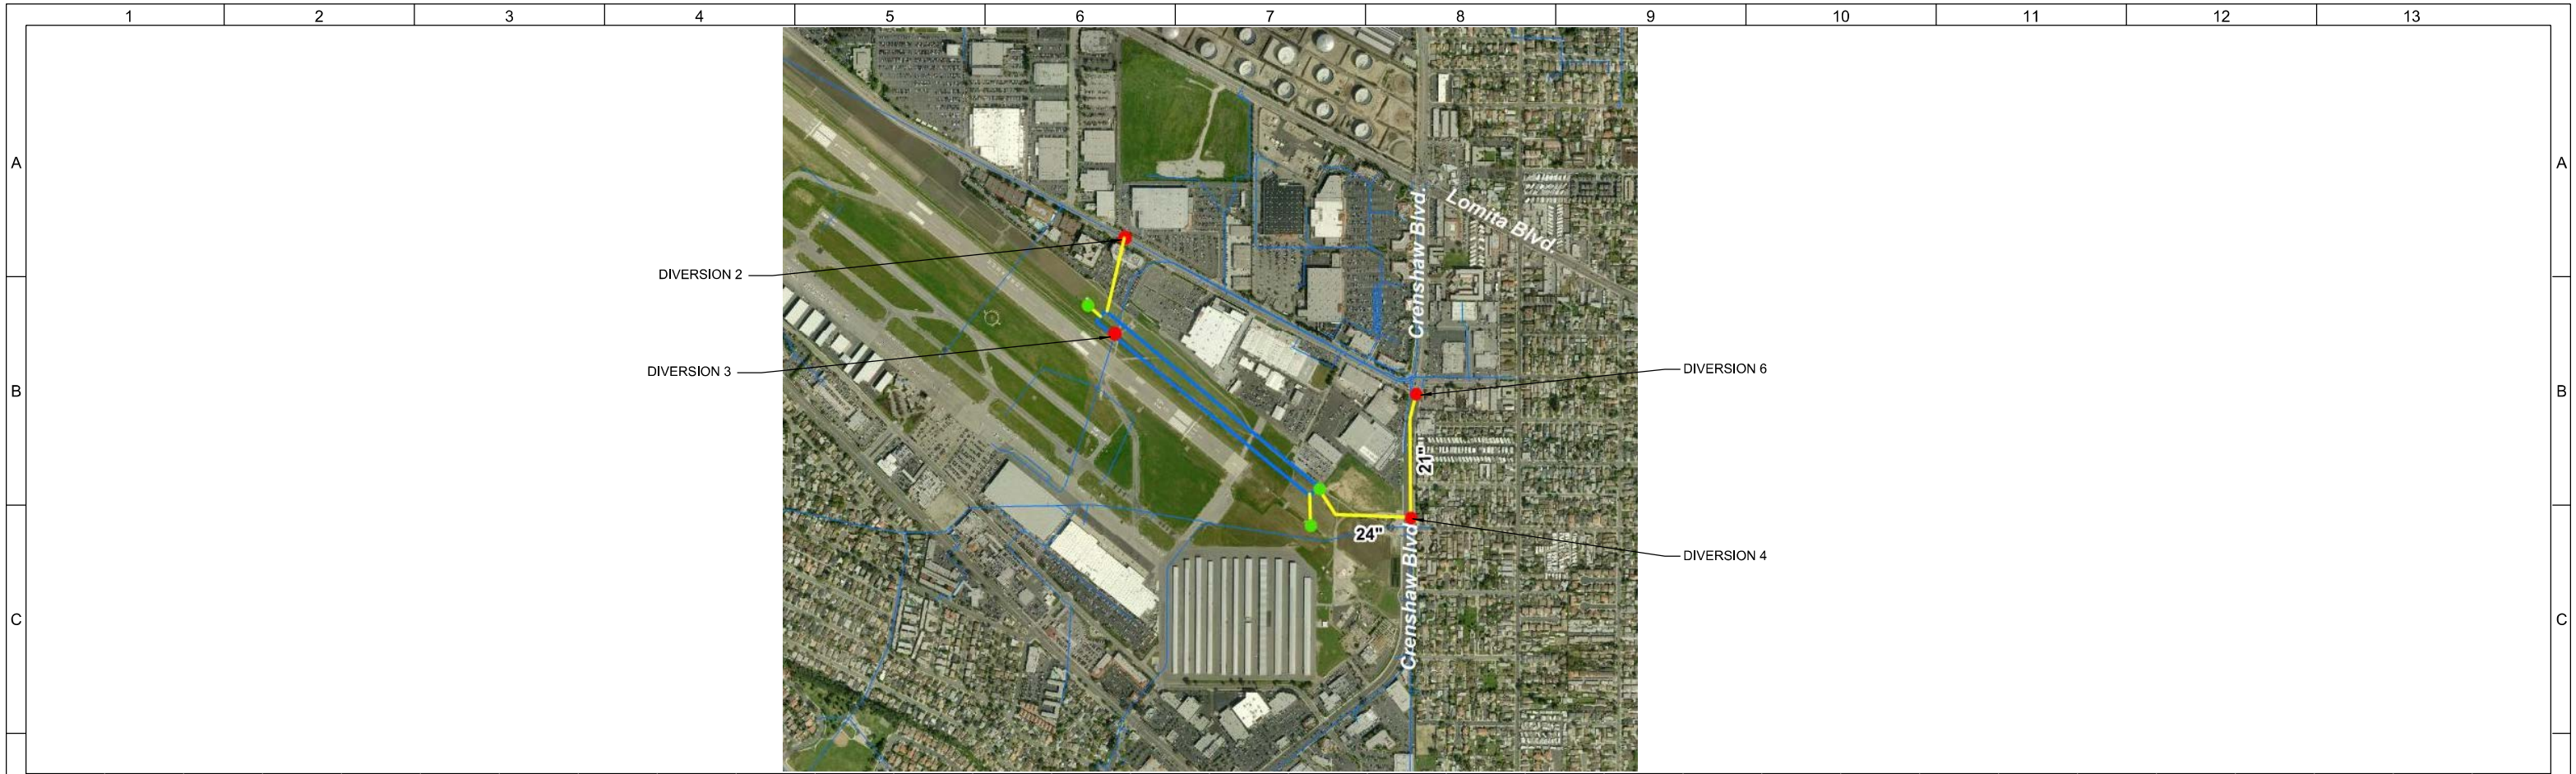 1 2 3 4 5 6 7 8 9 10 11 12 13
A A
Crenshaw Blvd.
Lomita Blvd.
DIVERSION 2
DIVERSION 3
DIVERSION 6
B B
21"
24"
Crenshaw Blvd.
DIVERSION 4
C C